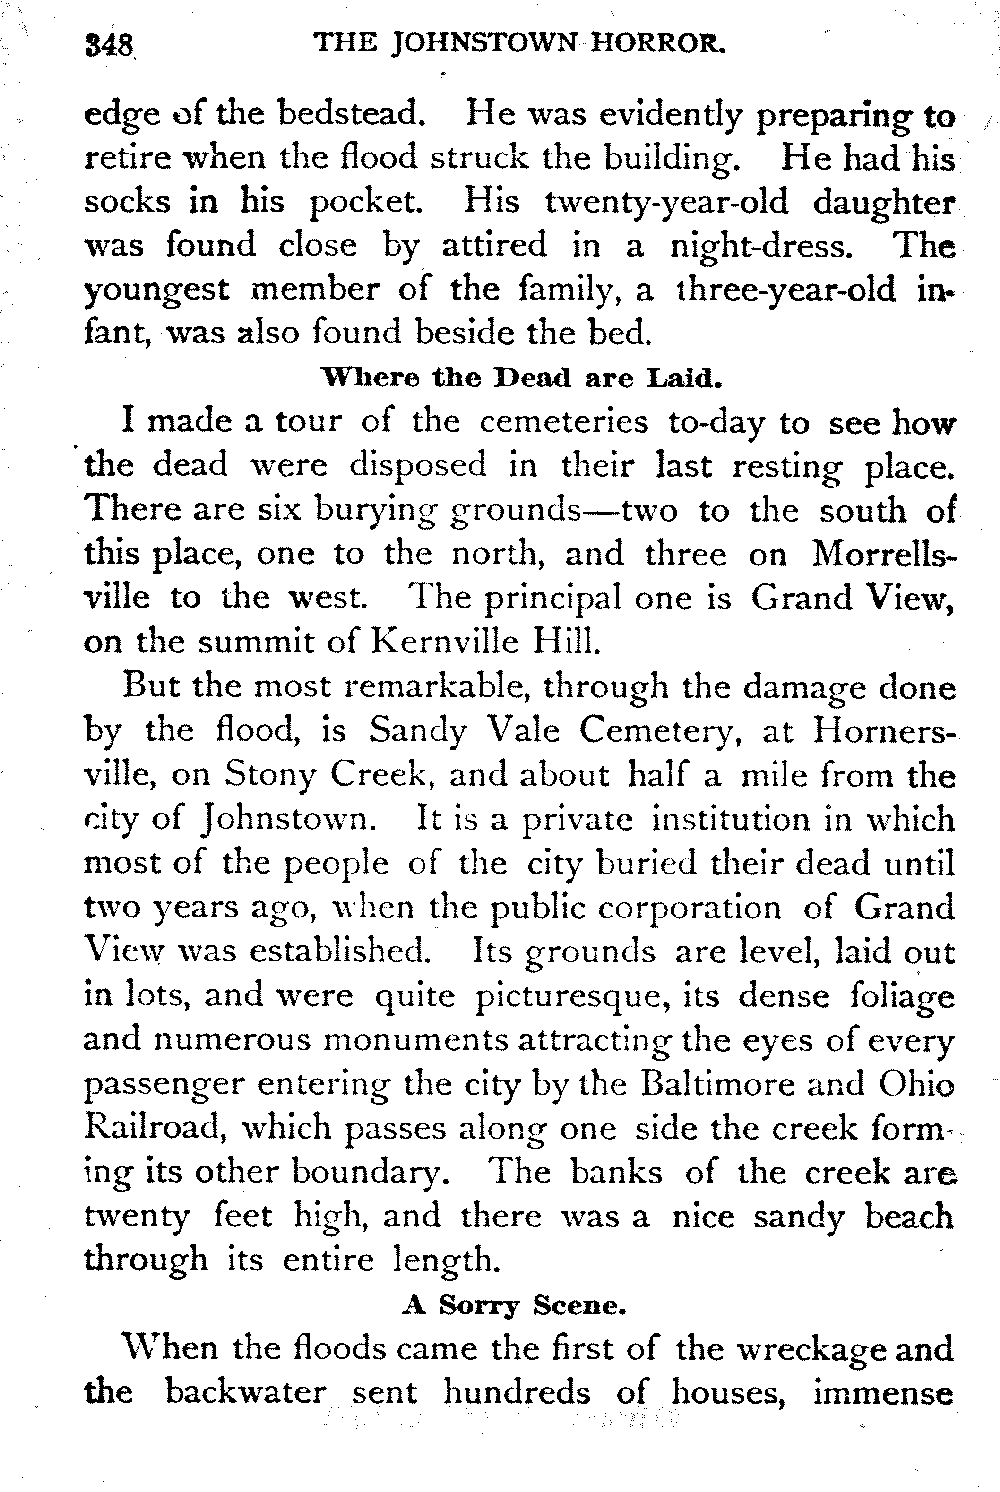 348 THE JOHNSTOWN HORROR.
edge of the bedstead. He was evidently preparing to
retire when the flood struck the building. He had his
socks in his pocket. His twenty-year-old daughter
was found close by attired in a night-dress. The
youngest member of the family, a three-year-old in-
fant, was also found beside the bed.
Where the Dead are Laid.
I made a tour of the cemeteries to-day to see how
the dead were disposed in their last resting place.
There are six burying grounds—two to the south of
this place, one to the north, and three on Morrells-
ville to the west. The principal one is Grand View,
on the summit of Kernville Hill.
But the most remarkable, through the damage done
by the flood, is Sandy Vale Cemetery, at Horners-
ville, on Stony Creek, and about half a mile from the
city of Johnstown. It is a private institution in which
most of the people of the city buried their dead until
two years ago, when the public corporation of Grand
View was established. Its grounds are level, laid out
in lots, and were quite picturesque, its dense foliage
and numerous monuments attracting the eyes of every
passenger entering the city by the Baltimore and Ohio
Railroad, which passes along one side the creek form-
ing its other boundary. The banks of the creek are
twenty feet high, and there was a nice sandy beach
through its entire length.
A Sorry Scene.
When the floods came the first of the wreckage and
the backwater sent hundreds of houses, immense